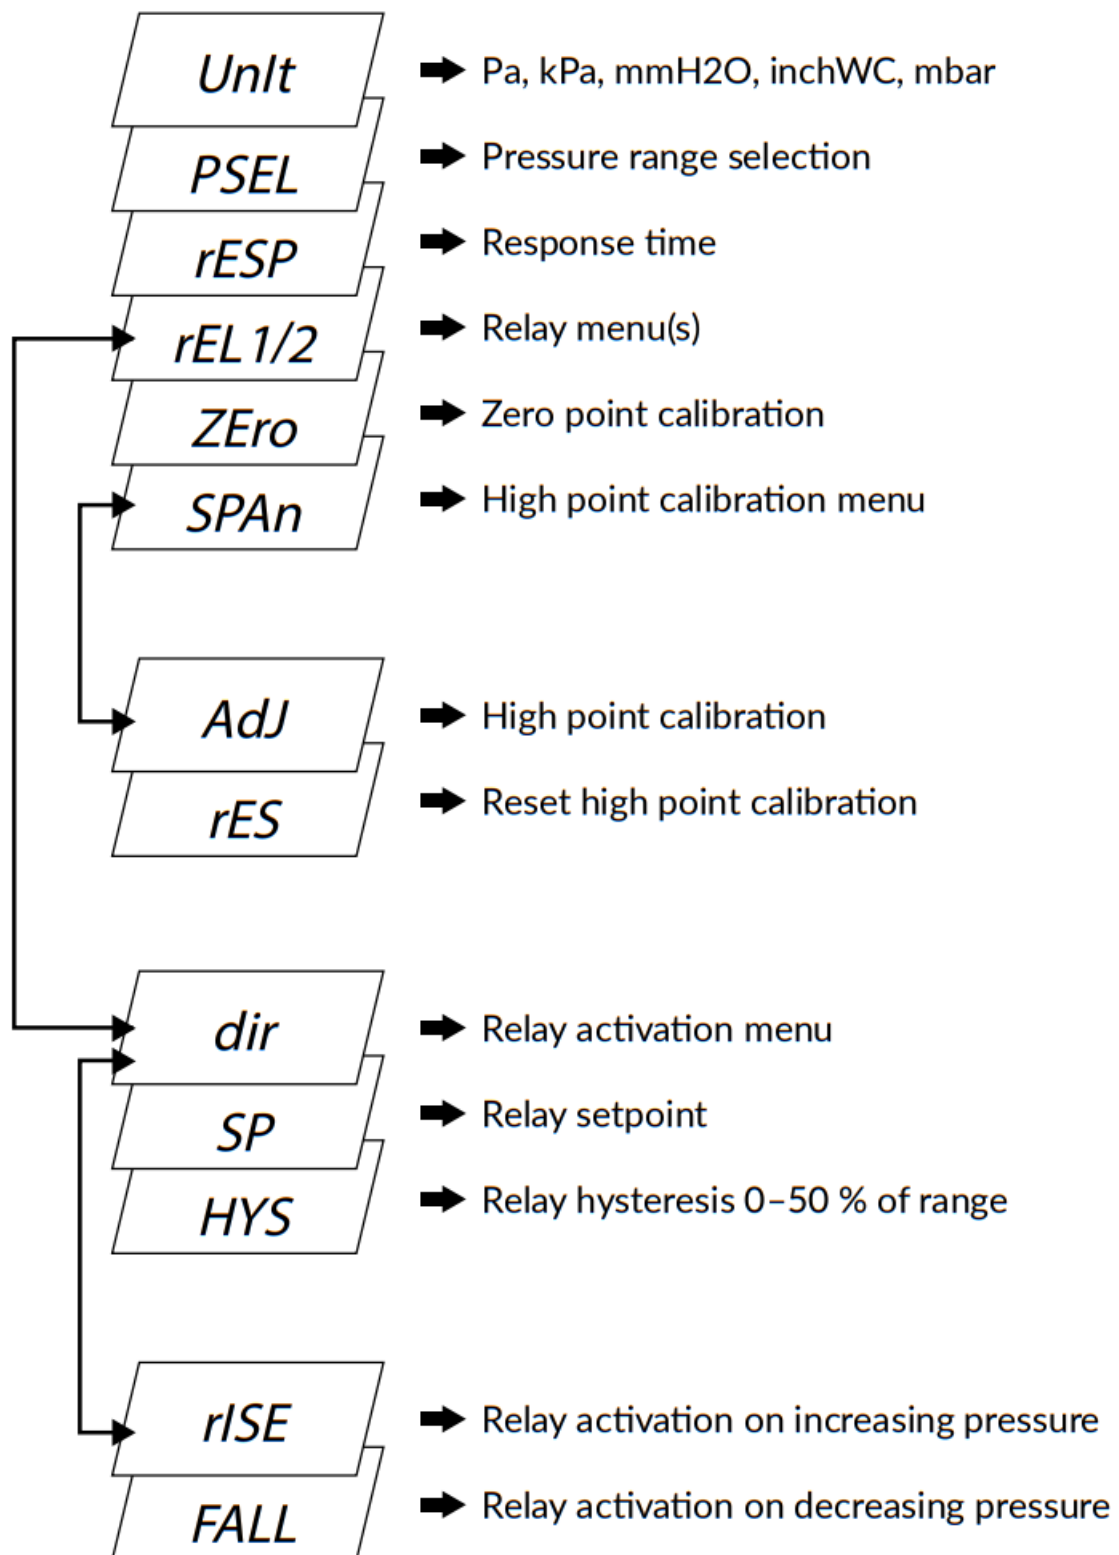 UnIt Pa, kPa, mmH2O, inchWC, mbar
PSEL Pressure range selection
rESP Response time
rEL1/2 Relay menu(s)
ZEro Zero point calibration
SPAn High point calibration menu
AdJ High point calibration
rES Reset high point calibration
dir Relay activation menu
SP Relay setpoint
HYS Relay hysteresis 0–50 % of range
rISE Relay activation on increasing pressure
FALL Relay activation on decreasing pressure